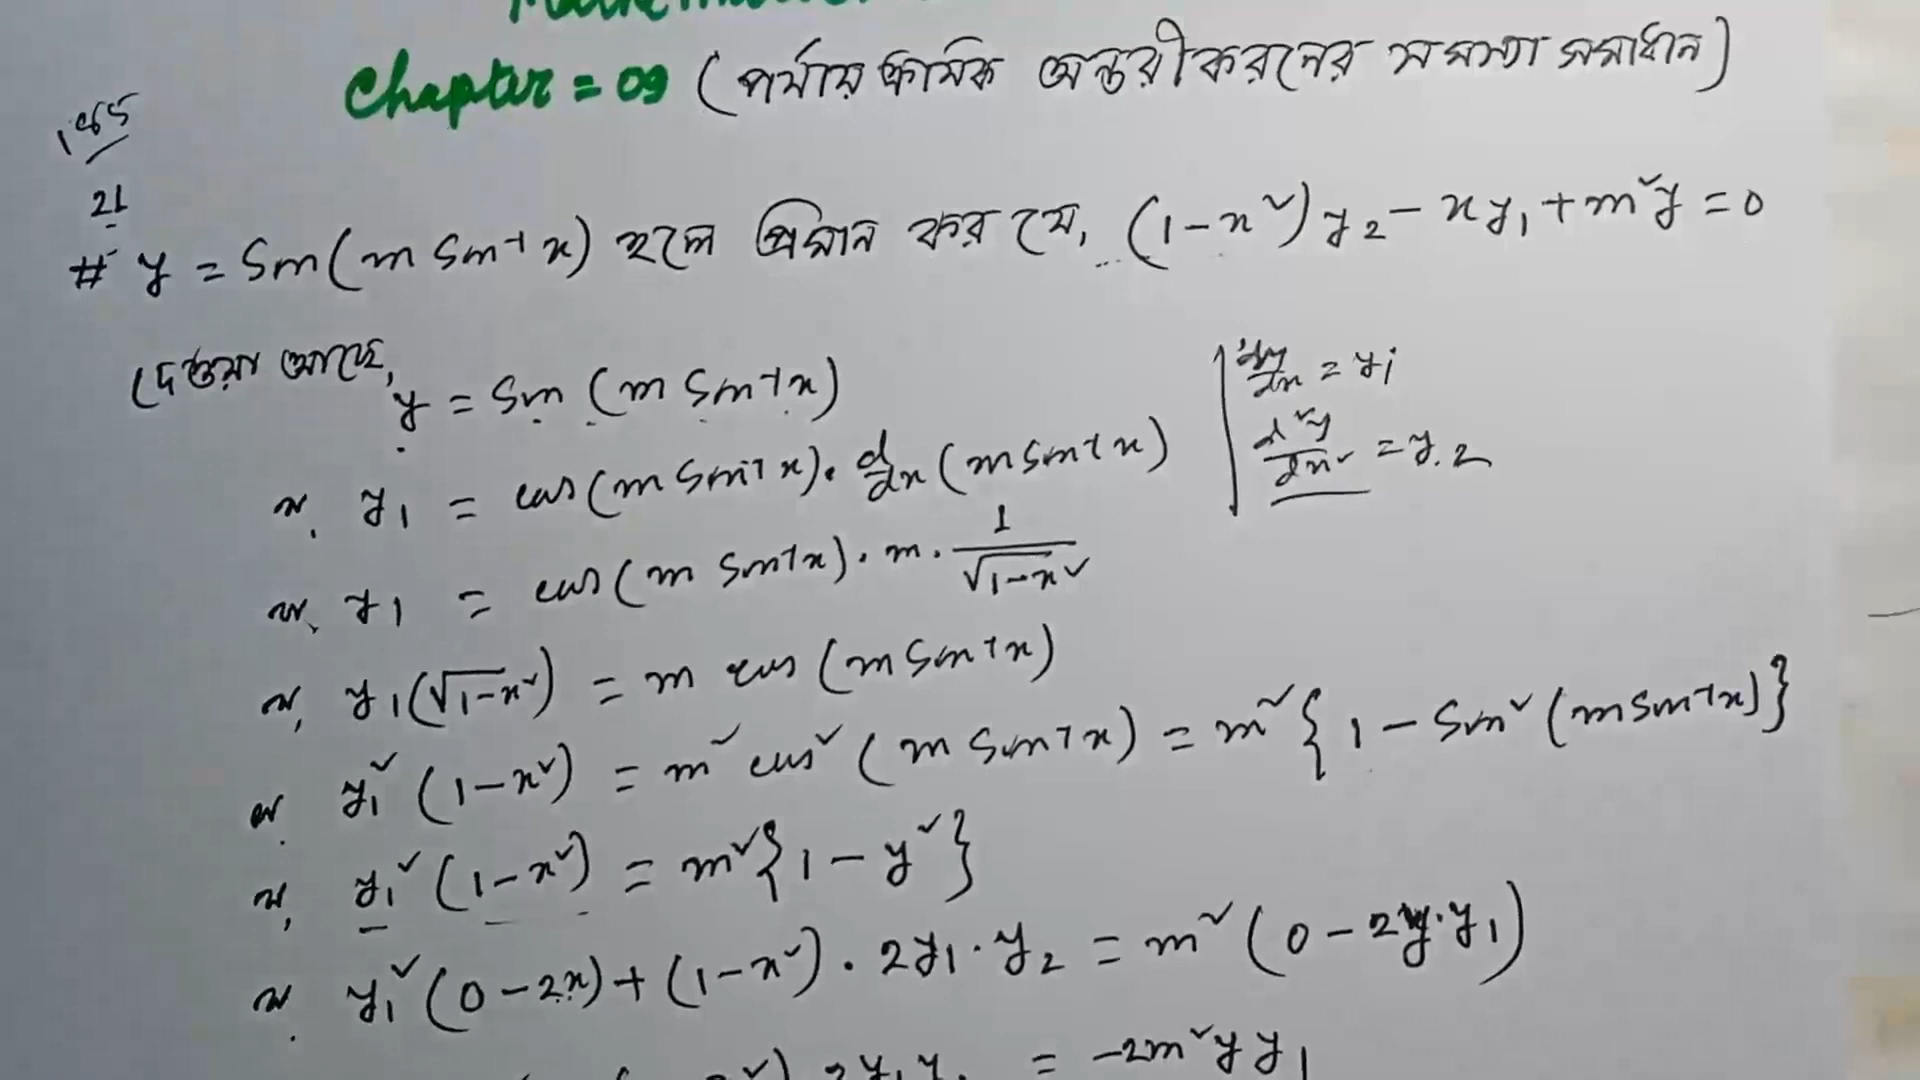 Chapter = 09 (পর্যায়ক্রমিক অন্তরীকরনের সমস্যা সমাধান)
21
# y = sin(m sin⁻¹x) হলে প্রমান কর যে, (1-x²)y₂ - xy₁ + m²y = 0
দেওয়া আছে,
y = sin(m sin⁻¹x)
dy/dx = y₁
d²y/dx² = y₂
বা, y₁ = cos(m sin⁻¹x). d/dx (m sin⁻¹x)
বা, y₁ = cos(m sin⁻¹x). m. 1/√1-x²
বা, y₁(√1-x²) = m cos(m sin⁻¹x)
বা, y₁²(1-x²) = m² cos²(m sin⁻¹x) = m²{1 - sin²(m sin⁻¹x)}
বা, y₁²(1-x²) = m²{1 - y²}
বা, y₁²(0-2x) + (1-x²). 2y₁. y₂ = m²(0-2y.y₁)
= -2m²yy₁